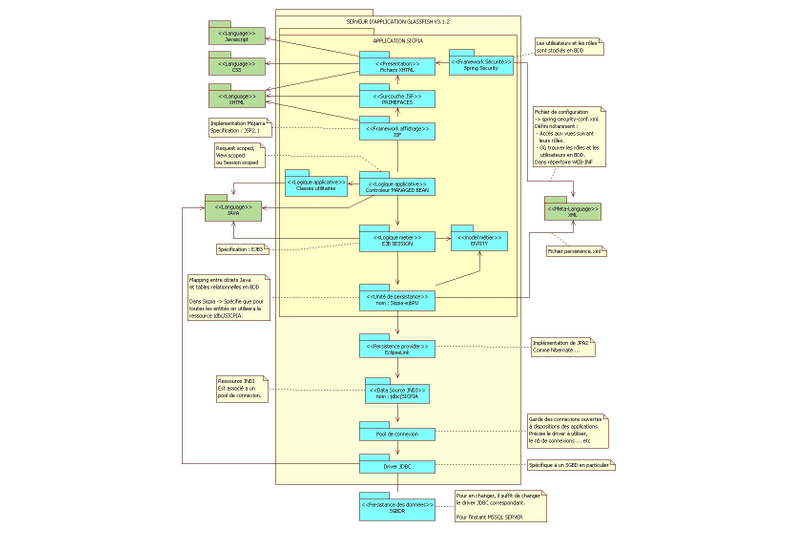 SERVEUR D'APPLICATION GLASSFISH V3.1.2
APPLICATION SICPIA
<<Language>>
Javascript
<<Language>>
CSS
<<Language>>
XHTML
<<Presentation>>
Fichiers XHTML
<<Framework Sécurité>>
Spring Security
Les utilisateurs et les rôles
sont stockés en BDD
<<Surcouche JSF>>
PRIMEFACES
Implementation Mojarra
Spécification : JSF2.1
<<Framework affichage>>
JSF
Fichier de configuration
-> spring-security-conf.xml
Défini notamment :
- Accès aux vues suivant
leurs rôles.
- Où trouver les rôles et les
utilisateurs en BDD.
Dans répertoire WEB-INF
Request scoped,
View scoped
ou Session scoped
<<Logique applicative>>
Classes utilitaires
<<Logique applicative>>
Controleur MANAGED BEAN
<<Language>>
JAVA
<<Meta-Language>>
XML
<<Logique metier>>
EJB SESSION
<<model métier>>
ENTITY
Spécification : EJB3
Fichier persistance.xml
Mapping entre objets Java
et tables relationnelles en BDD
Dans Sicpia -> Spécifie que pour
toutes les entités on utilisera la
ressource jdbc/SICPIA.
<<Unité de persistance>>
nom : Sicpia-ejbPU
<<Persistence provider>>
EclipseLink
Implémention de JPA2
Comme hibernate ...
Ressource JNDI
Est associé a un
pool de connexion.
<<Data Source JNDI>>
nom : jdbc/SICPIA
Pool de connexion
Garde des connexions ouvertes
à dispositions des applications.
Précise le driver à utiliser,
le nb de connexions ... etc
Driver JDBC
Spécifique à un SGBD en particulier
<<Persistance des données>>
SGBDR
Pour en changer, il suffit de changer
le driver JDBC correspondant.
Pour l'instant MSSQL SERVER